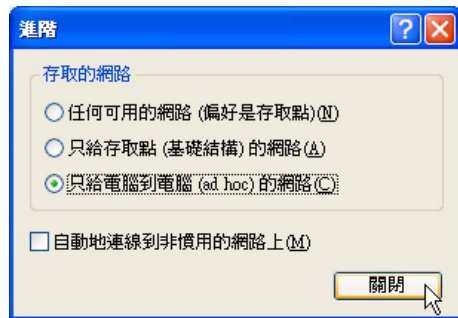 進階
存取的網路
任何可用的網路 (偏好是存取點)(N)
只給存取點 (基礎結構) 的網路(A)
只給電腦到電腦 (ad hoc) 的網路(C)
自動地連線到非慣用的網路上(M)
關閉